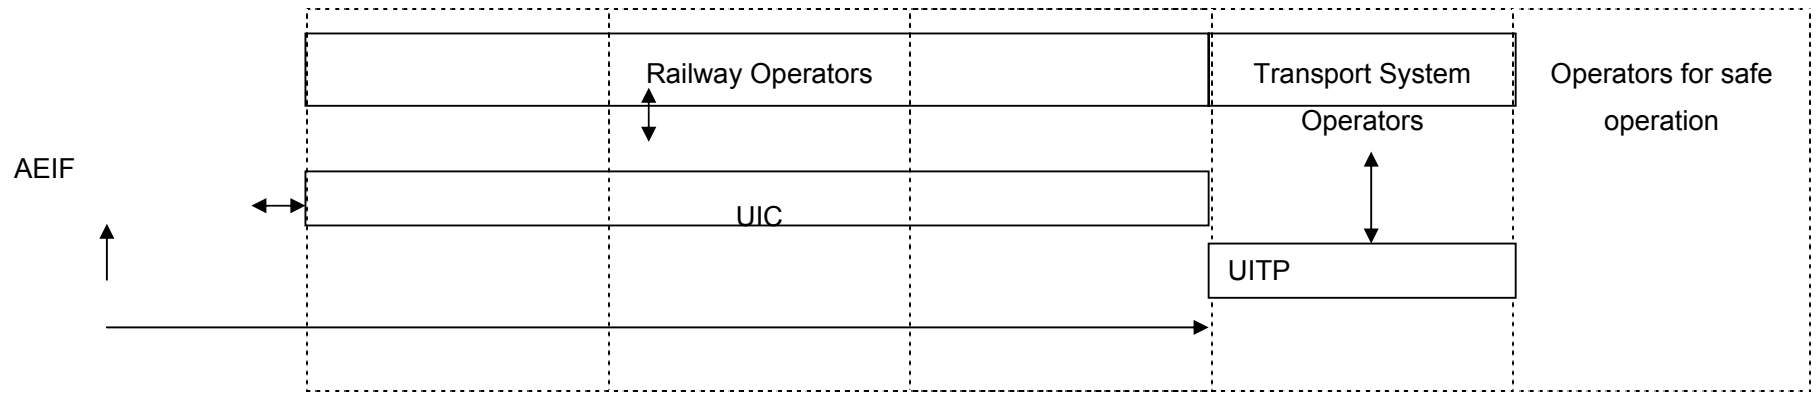 Railway Operators
Transport System
Operators
Operators for safe
operation
AEIF
UIC
UITP